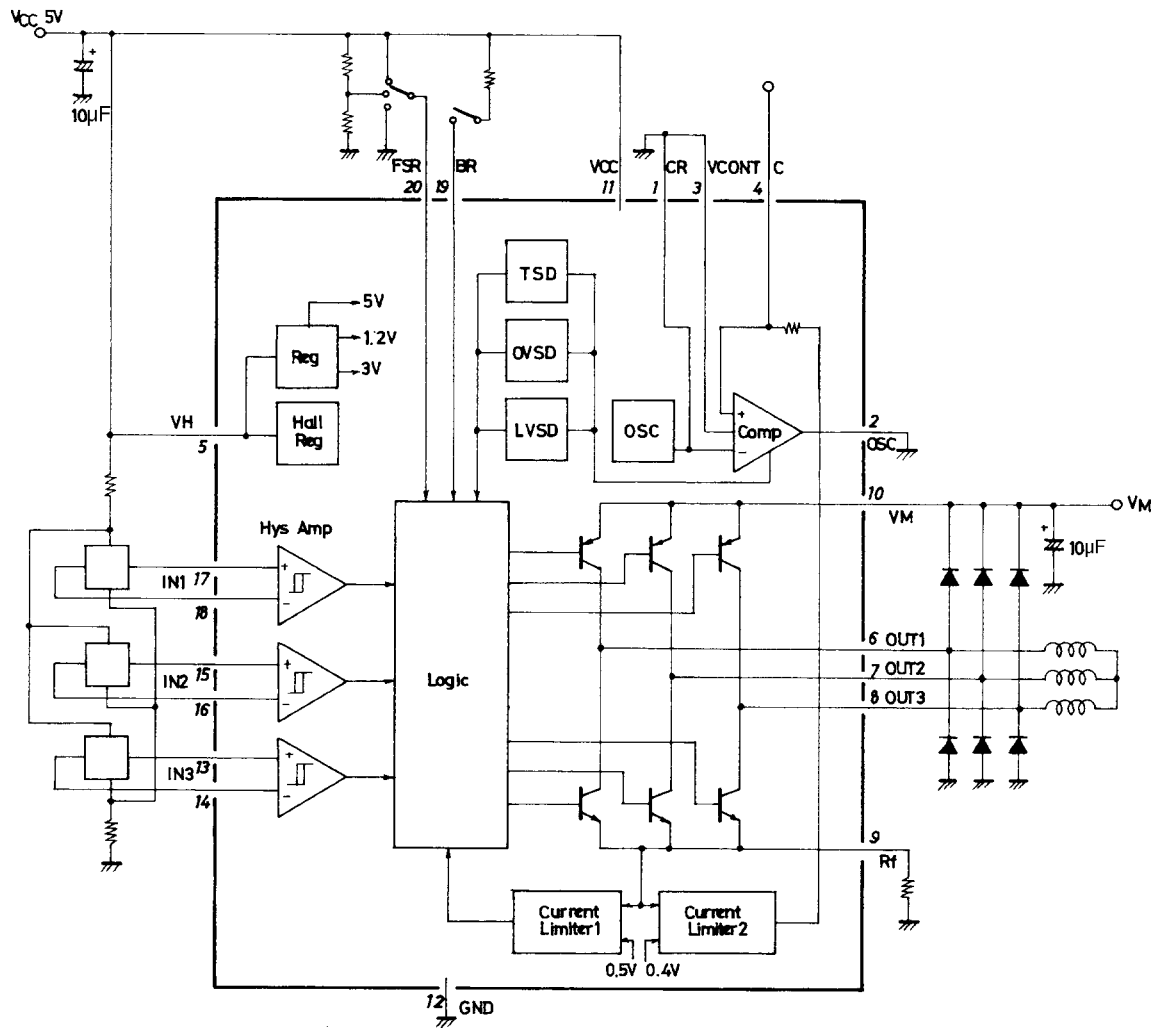 VCC 5V
+
10μF
FSR
20
BR
19
VCC
11
CR
1
VCONT
3
C
4
TSD
5V
1.2V
3V
Reg
OVSD
VH
5
Hall
Reg
LVSD
OSC
+
Comp
−
2
OSC
10
VM
VM
+
10μF
Hys Amp
IN1
17
18
+
−
6 OUT1
7 OUT2
8 OUT3
IN2
15
16
+
−
Logic
IN3
13
14
+
−
9
Rf
Current
Limiter1
Current
Limiter2
0.5V
0.4V
12
GND